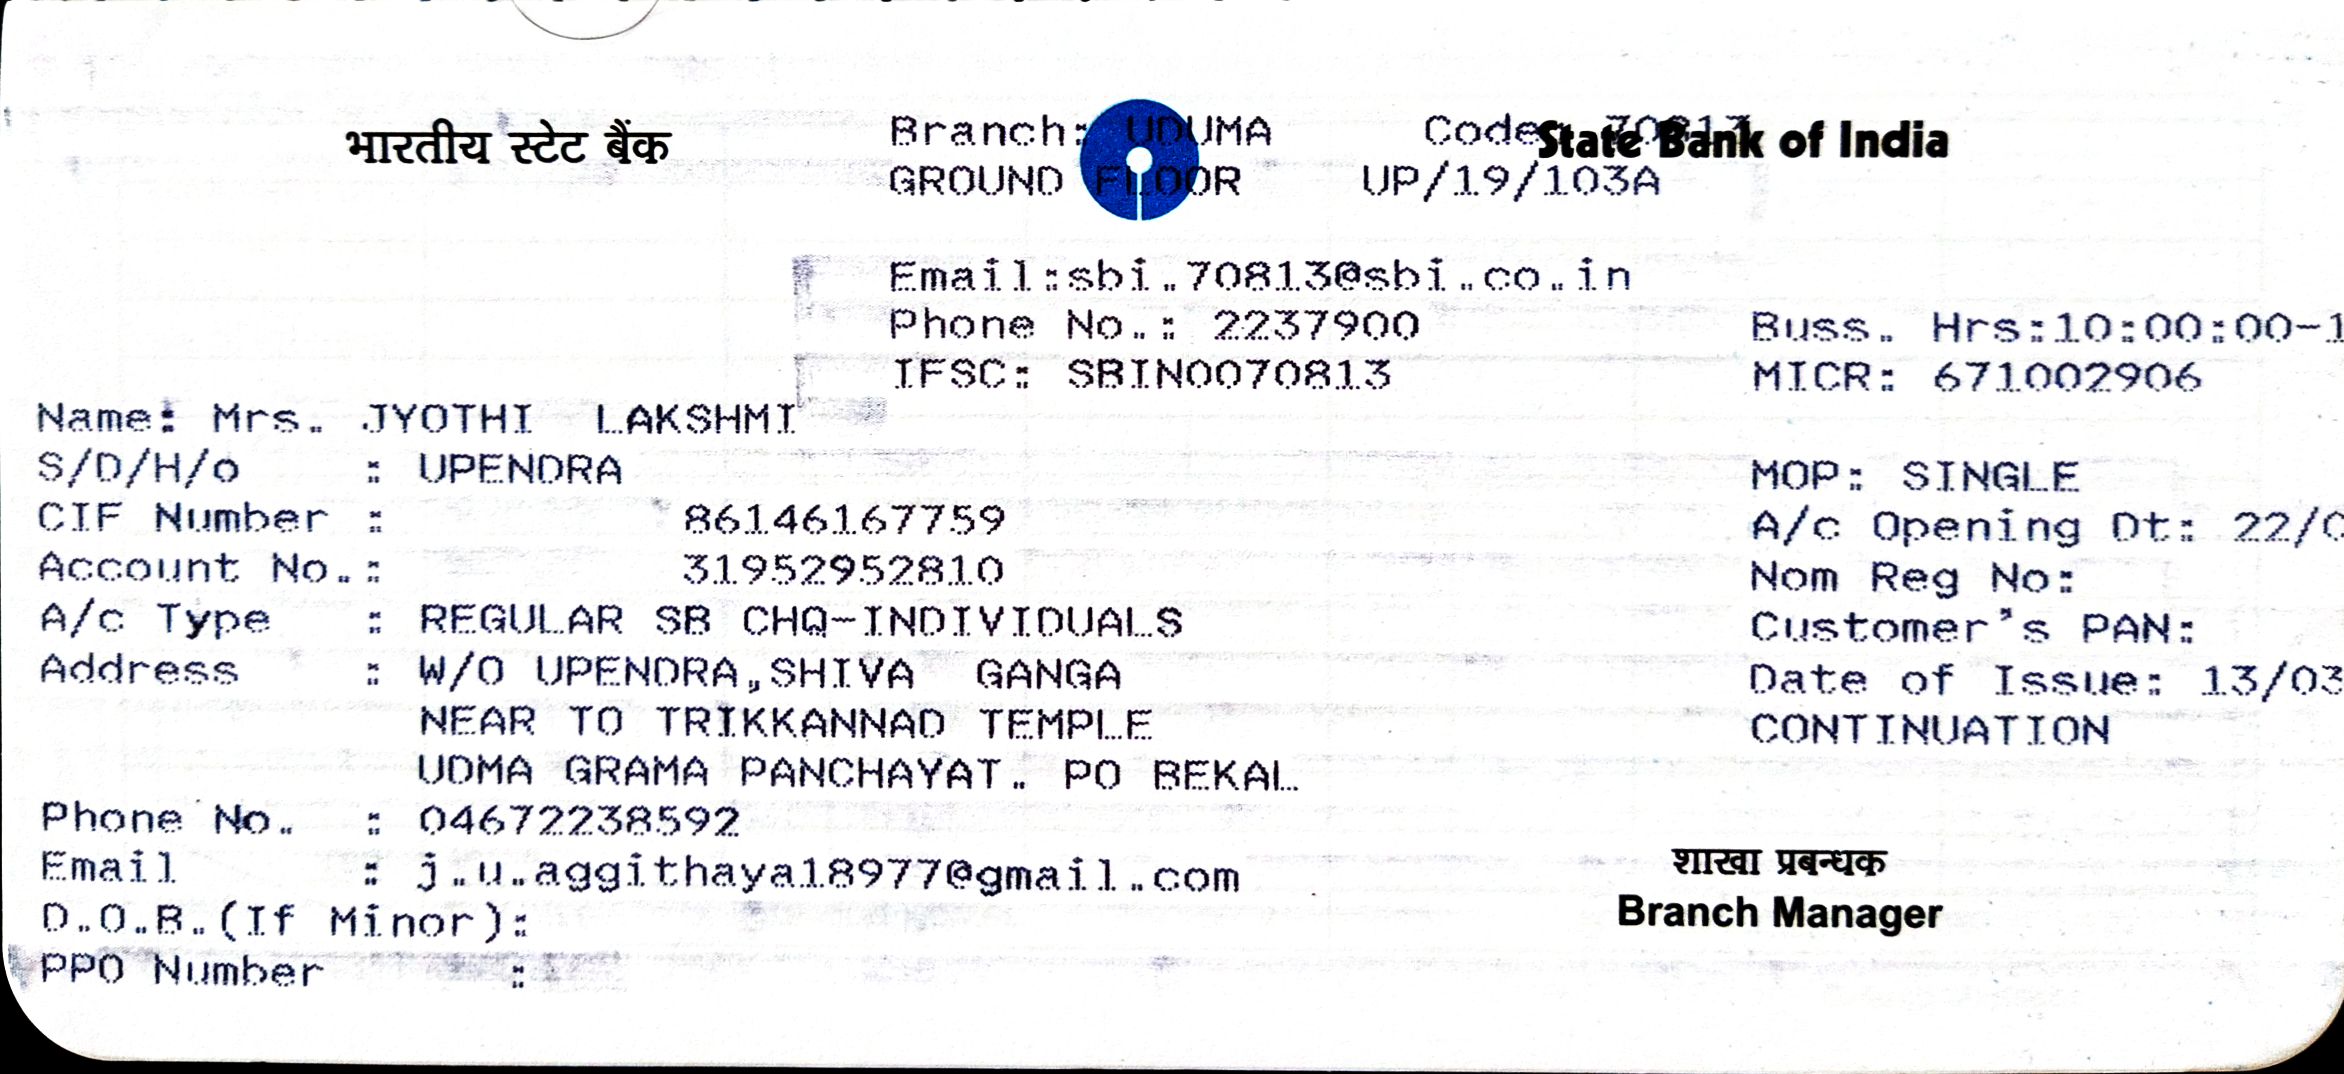 भारतीय स्टेट बैंक
State Bank of India
Branch: UDUMA Code: 70813
GROUND FLOOR UP/19/103A
Email:sbi.70813@sbi.co.in
Phone No.: 2237900 Buss. Hrs:10:00:00-1
IFSC: SBIN0070813 MICR: 671002906
Name: Mrs. JYOTHI LAKSHMI
S/D/H/o : UPENDRA MOP: SINGLE
CIF Number : 86146167759 A/c Opening Dt: 22/0
Account No.: 31952952810 Nom Reg No:
A/c Type : REGULAR SB CHQ-INDIVIDUALS Customer's PAN:
Address : W/O UPENDRA,SHIVA GANGA Date of Issue: 13/03
NEAR TO TRIKKANNAD TEMPLE CONTINUATION
UDMA GRAMA PANCHAYAT. PO BEKAL
Phone No. : 04672238592
Email : j.u.aggithaya18977@gmail.com
शाखा प्रबन्धक
Branch Manager
D.O.B.(If Minor):
PPO Number :